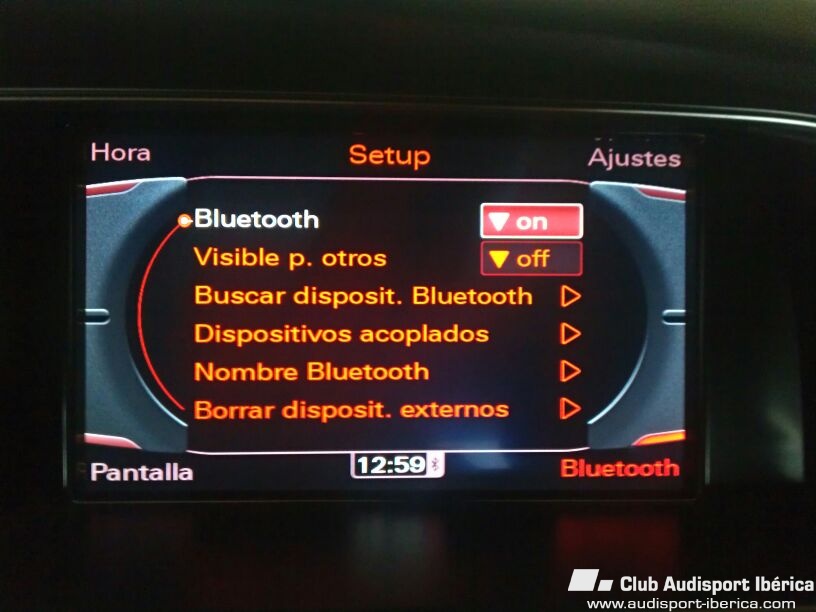 Hora
Setup
Ajustes
Bluetooth
on
Visible p. otros
off
Buscar disposit. Bluetooth
Dispositivos acoplados
Nombre Bluetooth
Borrar disposit. externos
Pantalla
12:59
Bluetooth
Club Audisport Ibérica
www.audisport-iberica.com